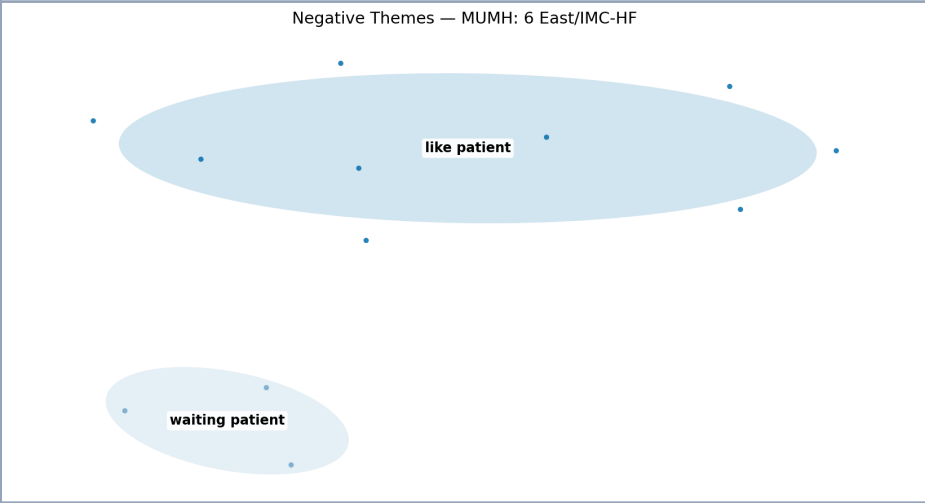 Negative Themes — MUMH: 6 East/IMC-HF
like patient
waiting patient